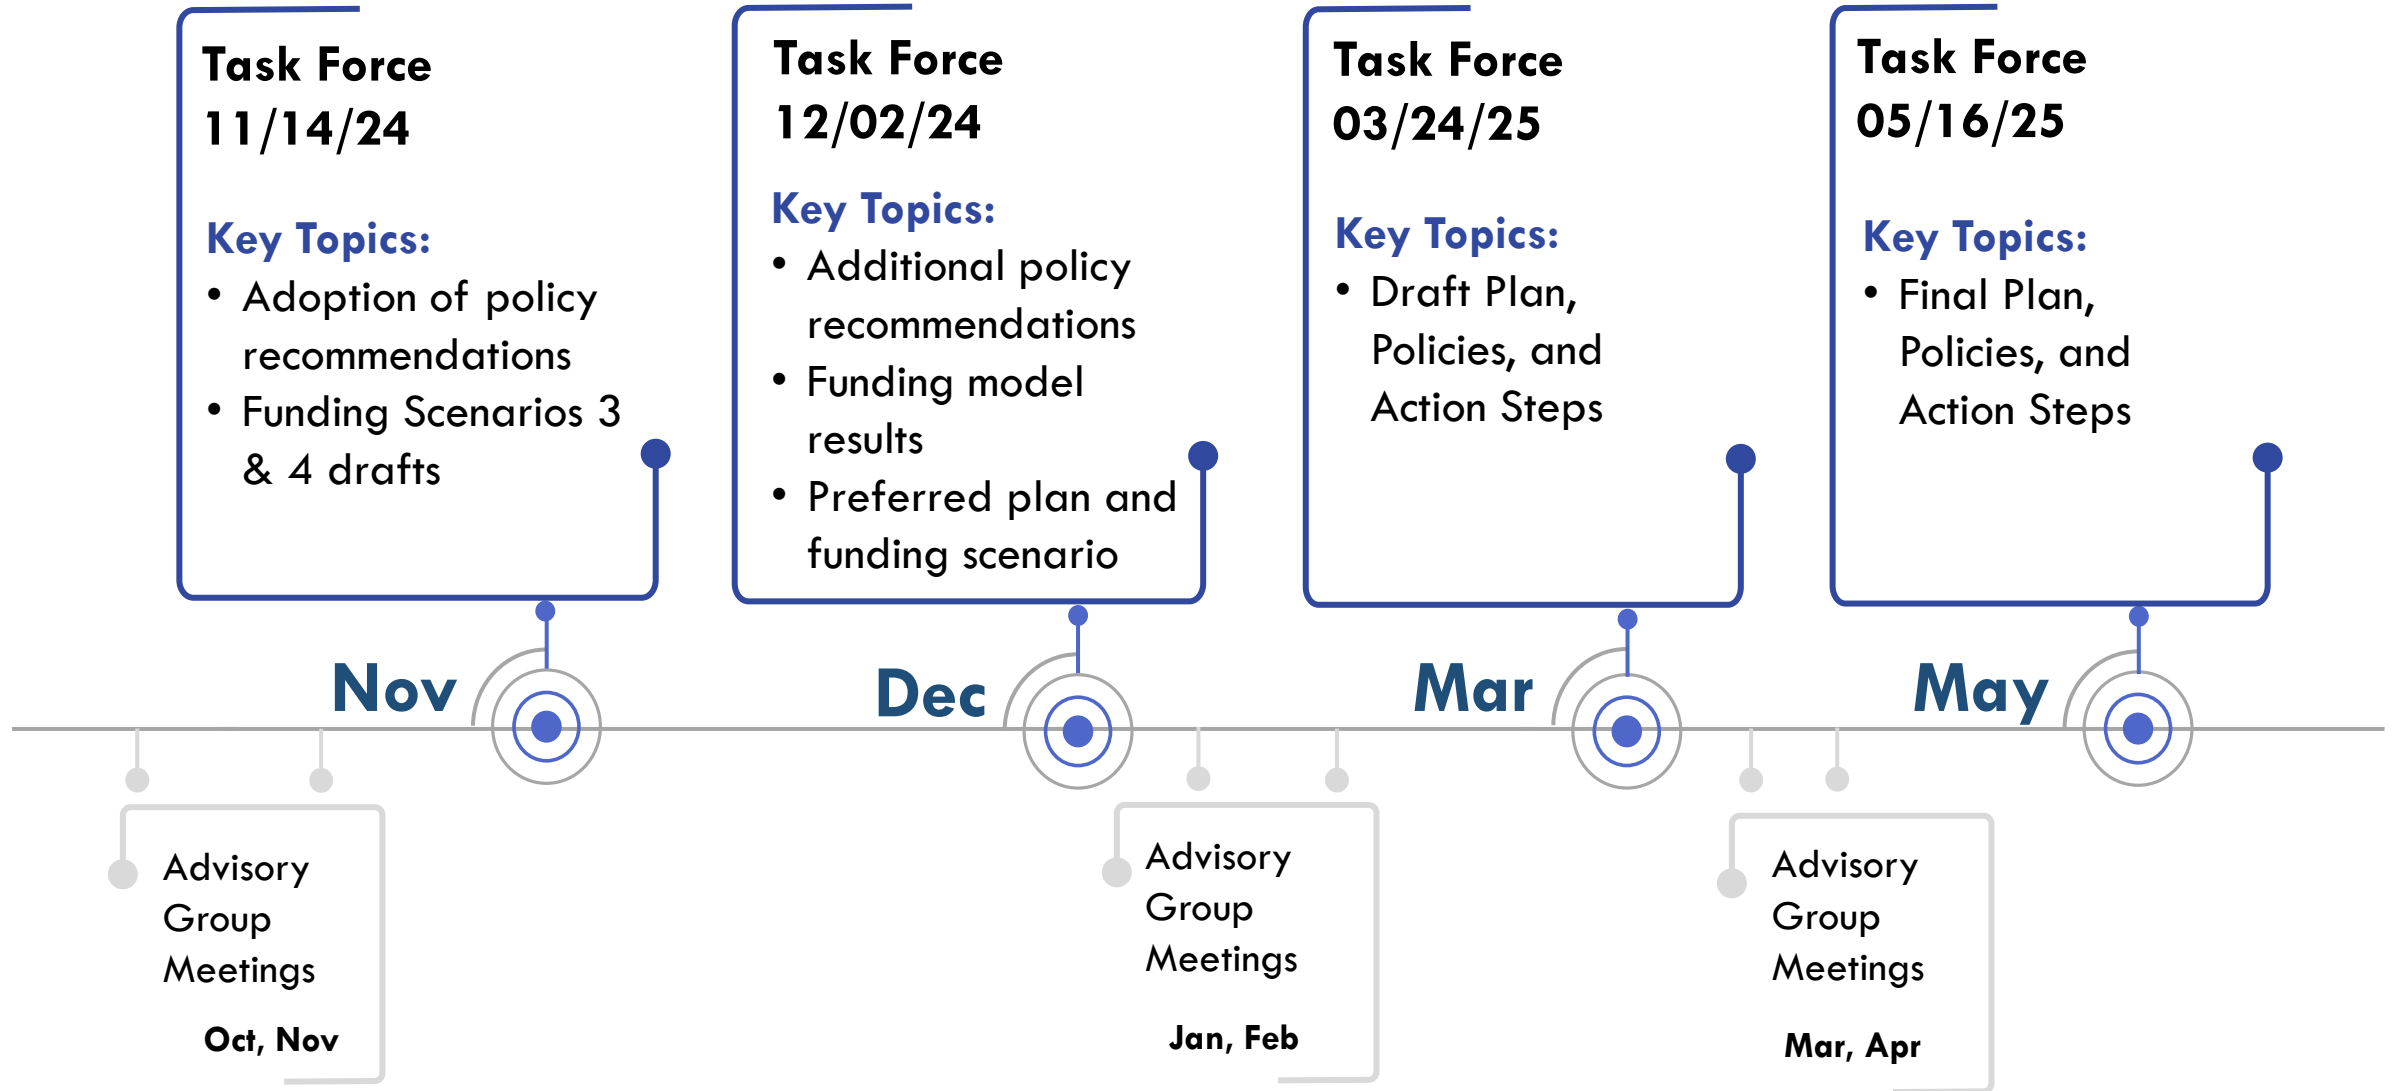 Task Force
11/14/24
Key Topics:
• Adoption of policy
recommendations
• Funding Scenarios 3
& 4 drafts
Task Force
12/02/24
Key Topics:
• Additional policy
recommendations
• Funding model
results
• Preferred plan and
funding scenario
Task Force
03/24/25
Key Topics:
• Draft Plan,
Policies, and
Action Steps
Task Force
05/16/25
Key Topics:
• Final Plan,
Policies, and
Action Steps
Nov
Dec
Mar
May
Advisory
Group
Meetings
Oct, Nov
Advisory
Group
Meetings
Jan, Feb
Advisory
Group
Meetings
Mar, Apr